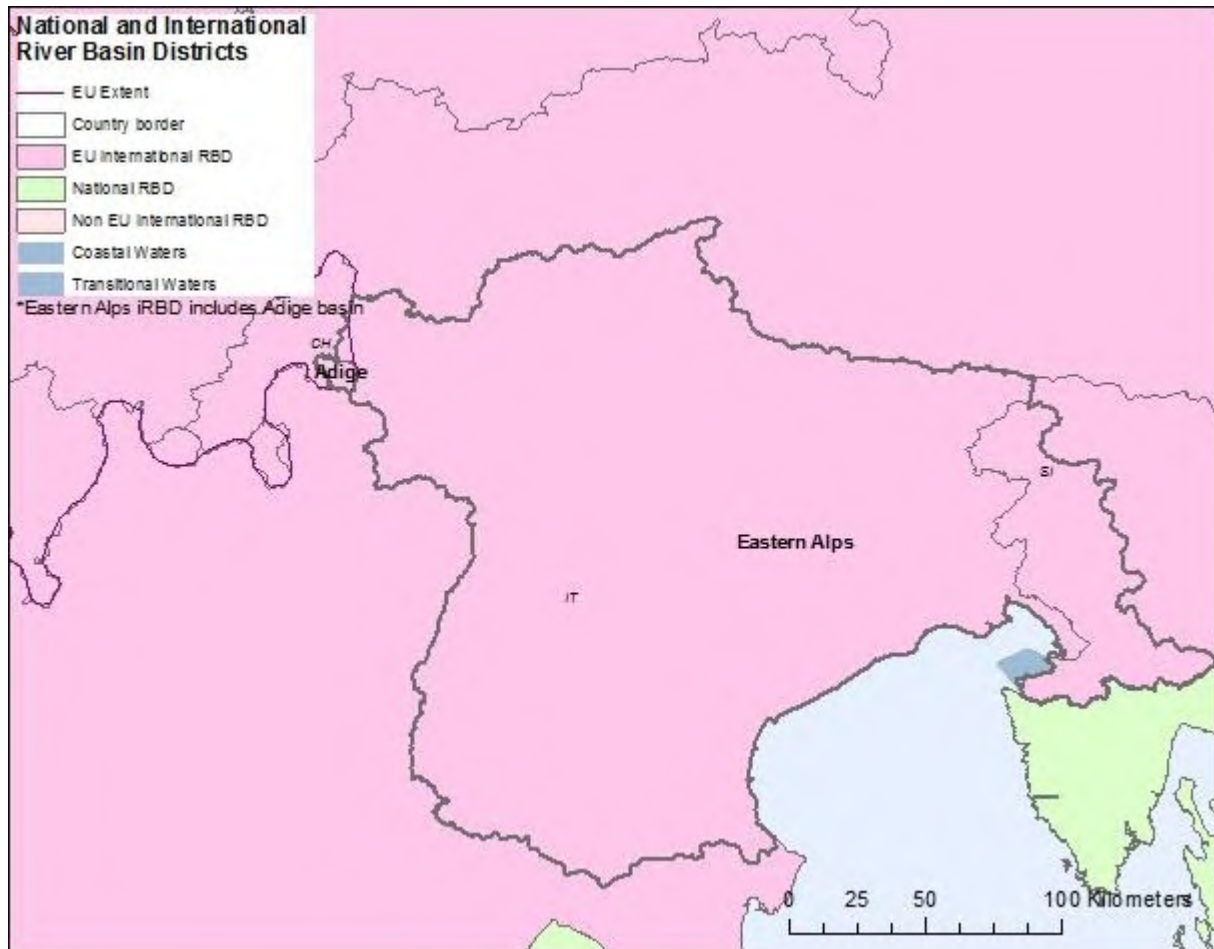 National and International
River Basin Districts
EU Extent
Country border
EU International RBD
National RBD
Non EU International RBD
Coastal Waters
Transitional Waters
*Eastern Alps iRBD includes Adige basin
CH
Adige
SI
Eastern Alps
IT
0 25 50 100 Kilometers